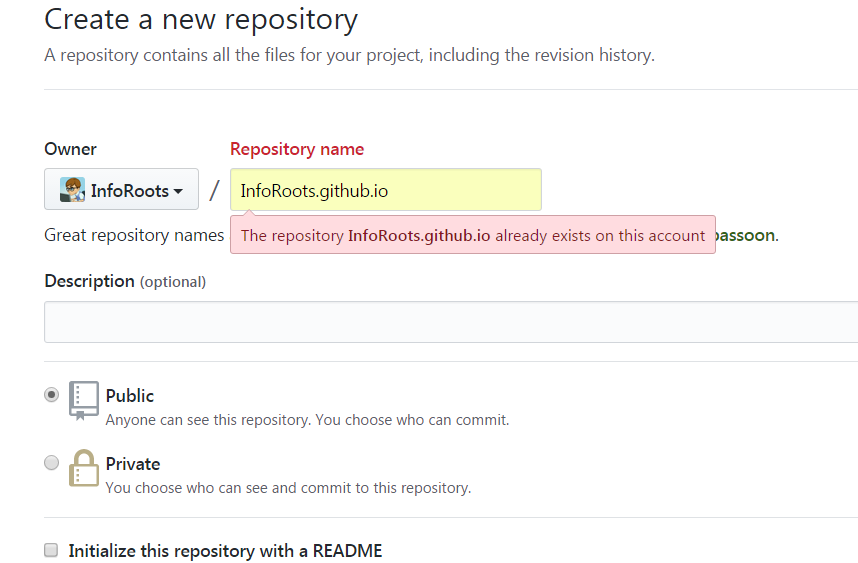 Create a new repository
A repository contains all the files for your project, including the revision history.
Owner
Repository name
InfoRoots
/
InfoRoots.github.io
Great repository names
The repository InfoRoots.github.io already exists on this account
bassoon.
Description (optional)
Public
Anyone can see this repository. You choose who can commit.
Private
You choose who can see and commit to this repository.
Initialize this repository with a README